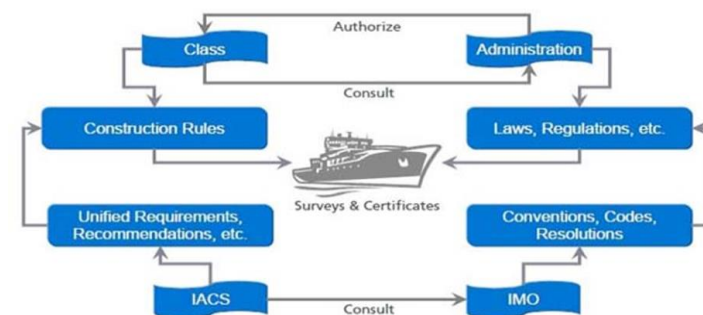 Authorize
Class
Administration
Consult
Construction Rules
Laws, Regulations, etc.
Surveys & Certificates
Unified Requirements,
Recommendations, etc.
Conventions, Codes,
Resolutions
IACS
IMO
Consult